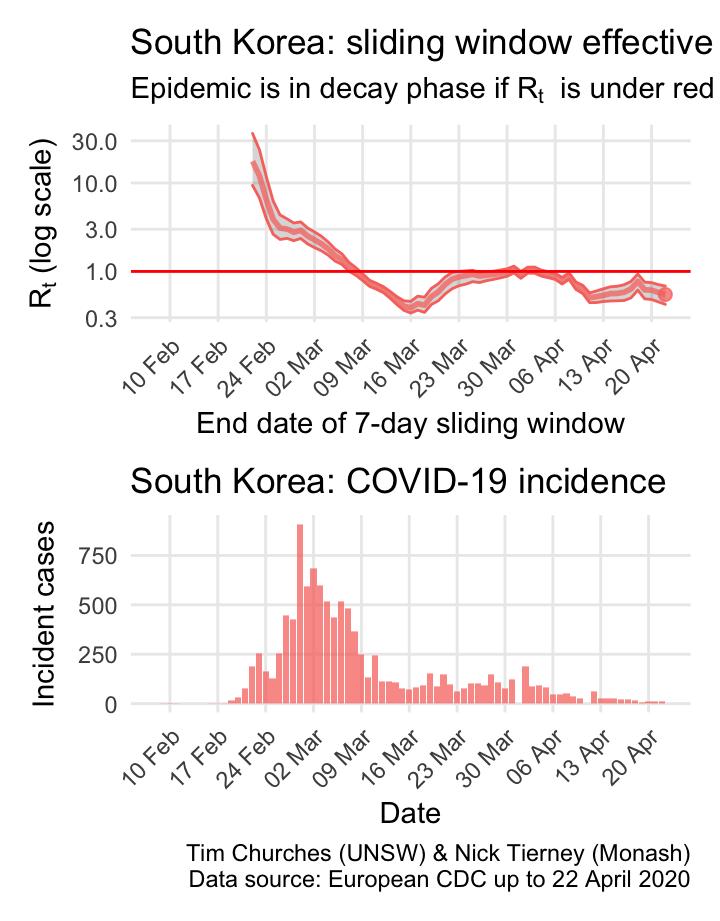 South Korea: sliding window effective
Epidemic is in decay phase if Rt is under red
Rt (log scale)
30.0
10.0
3.0
1.0
0.3
10 Feb
17 Feb
24 Feb
02 Mar
09 Mar
16 Mar
23 Mar
30 Mar
06 Apr
13 Apr
20 Apr
End date of 7-day sliding window
South Korea: COVID-19 incidence
Incident cases
750
500
250
0
10 Feb
17 Feb
24 Feb
02 Mar
09 Mar
16 Mar
23 Mar
30 Mar
06 Apr
13 Apr
20 Apr
Date
Tim Churches (UNSW) & Nick Tierney (Monash)
Data source: European CDC up to 22 April 2020